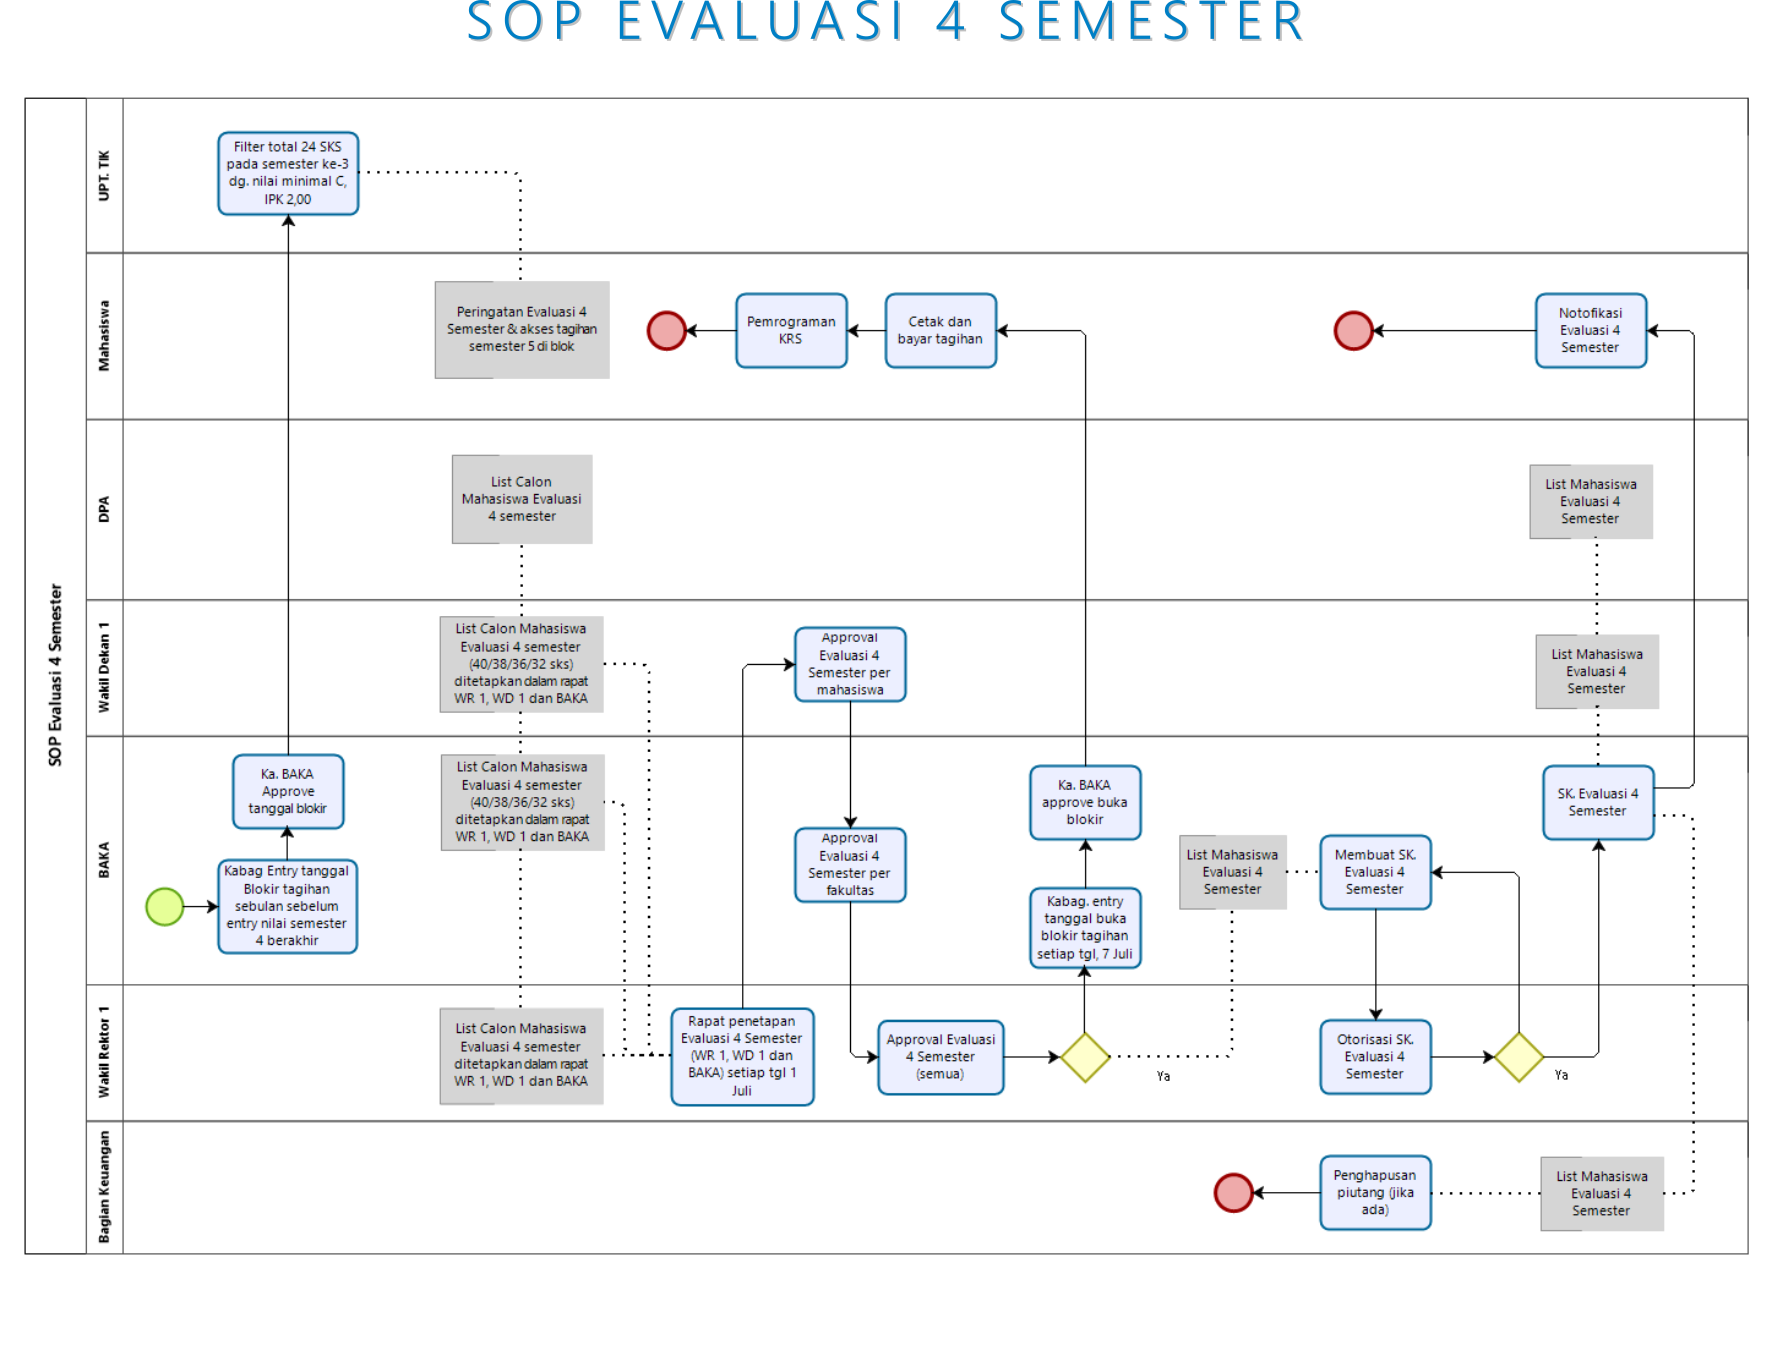 SOP EVALUASI 4 SEMESTER
SOP Evaluasi 4 Semester
UPT. TIK
Filter total 24 SKS
pada semester ke-3
dg. nilai minimal C,
IPK 2,00
Mahasiswa
Peringatan Evaluasi 4
Semester & akses tagihan
semester 5 di blok
Pemrograman
KRS
Cetak dan
bayar tagihan
Notofikasi
Evaluasi 4
Semester
DPA
List Calon
Mahasiswa Evaluasi
4 semester
List Mahasiswa
Evaluasi 4
Semester
Wakil Dekan 1
List Calon Mahasiswa
Evaluasi 4 semester
(40/38/36/32 sks)
ditetapkan dalam rapat
WR 1, WD 1 dan BAKA
Approval
Evaluasi 4
Semester per
mahasiswa
List Mahasiswa
Evaluasi 4
Semester
BAKA
Ka. BAKA
Approve
tanggal blokir
Kabag Entry tanggal
Blokir tagihan
sebulan sebelum
entry nilai semester
4 berakhir
List Calon Mahasiswa
Evaluasi 4 semester
(40/38/36/32 sks)
ditetapkan dalam rapat
WR 1, WD 1 dan BAKA
Approval
Evaluasi 4
Semester per
fakultas
Ka. BAKA
approve buka
blokir
Kabag. entry
tanggal buka
blokir tagihan
setiap tgl, 7 Juli
List Mahasiswa
Evaluasi 4
Semester
Membuat SK.
Evaluasi 4
Semester
SK. Evaluasi 4
Semester
Wakil Rektor 1
List Calon Mahasiswa
Evaluasi 4 semester
ditetapkan dalam rapat
WR 1, WD 1 dan BAKA
Rapat penetapan
Evaluasi 4 Semester
(WR 1, WD 1 dan
BAKA) setiap tgl 1
Juli
Approval Evaluasi
4 Semester
(semua)
Ya
Otorisasi SK.
Evaluasi 4
Semester
Ya
Bagian Keuangan
Penghapusan
piutang (jika
ada)
List Mahasiswa
Evaluasi 4
Semester